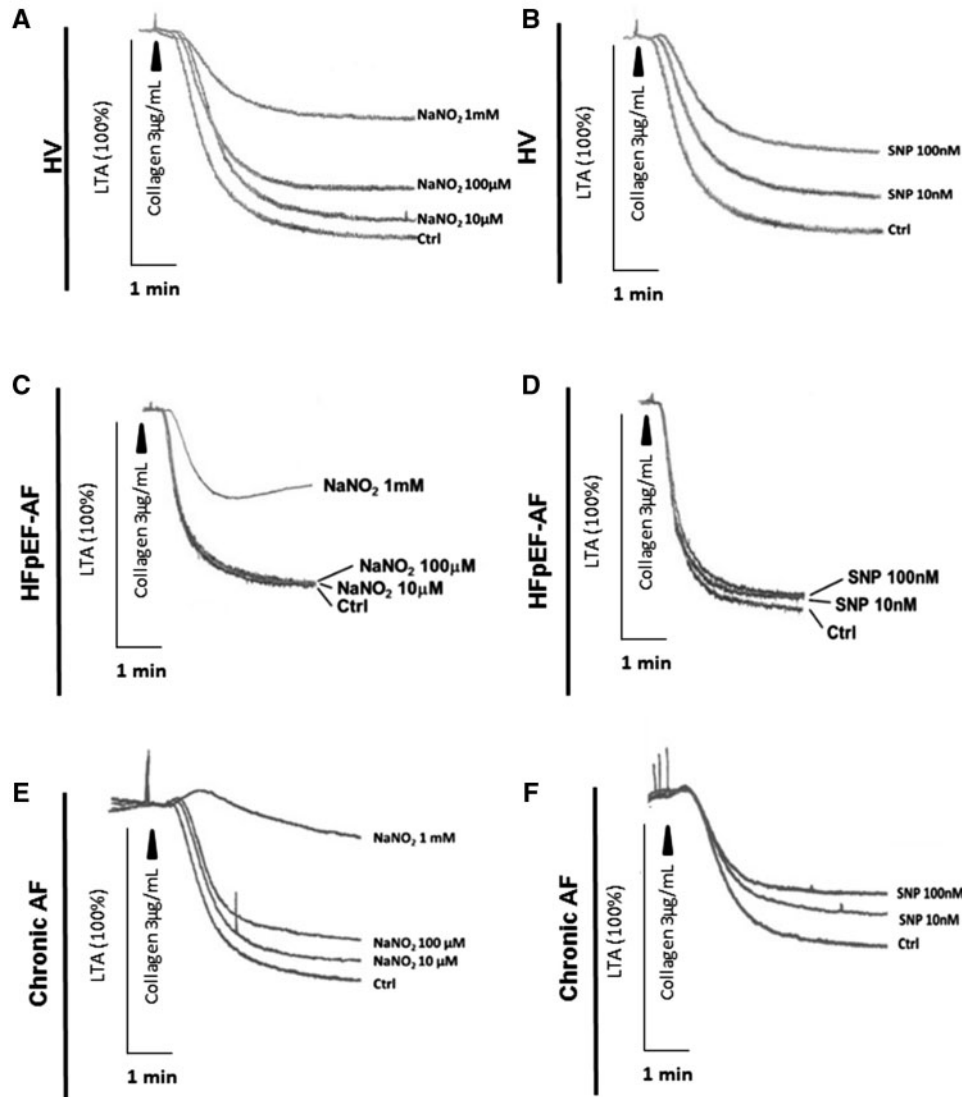 A
HV
LTA (100%)
Collagen 3µg/mL
NaNO₂ 1mM
NaNO₂ 100µM
NaNO₂ 10µM
Ctrl
1 min
B
HV
LTA (100%)
Collagen 3µg/mL
SNP 100nM
SNP 10nM
Ctrl
1 min
C
HFpEF-AF
LTA (100%)
Collagen 3µg/mL
NaNO₂ 1mM
NaNO₂ 100µM
NaNO₂ 10µM
Ctrl
1 min
D
HFpEF-AF
LTA (100%)
Collagen 3µg/mL
SNP 100nM
SNP 10nM
Ctrl
1 min
E
Chronic AF
LTA (100%)
Collagen 3µg/mL
NaNO₂ 1 mM
NaNO₂ 100 µM
NaNO₂ 10 µM
Ctrl
1 min
F
Chronic AF
LTA (100%)
Collagen 3µg/mL
SNP 100nM
SNP 10nM
Ctrl
1 min